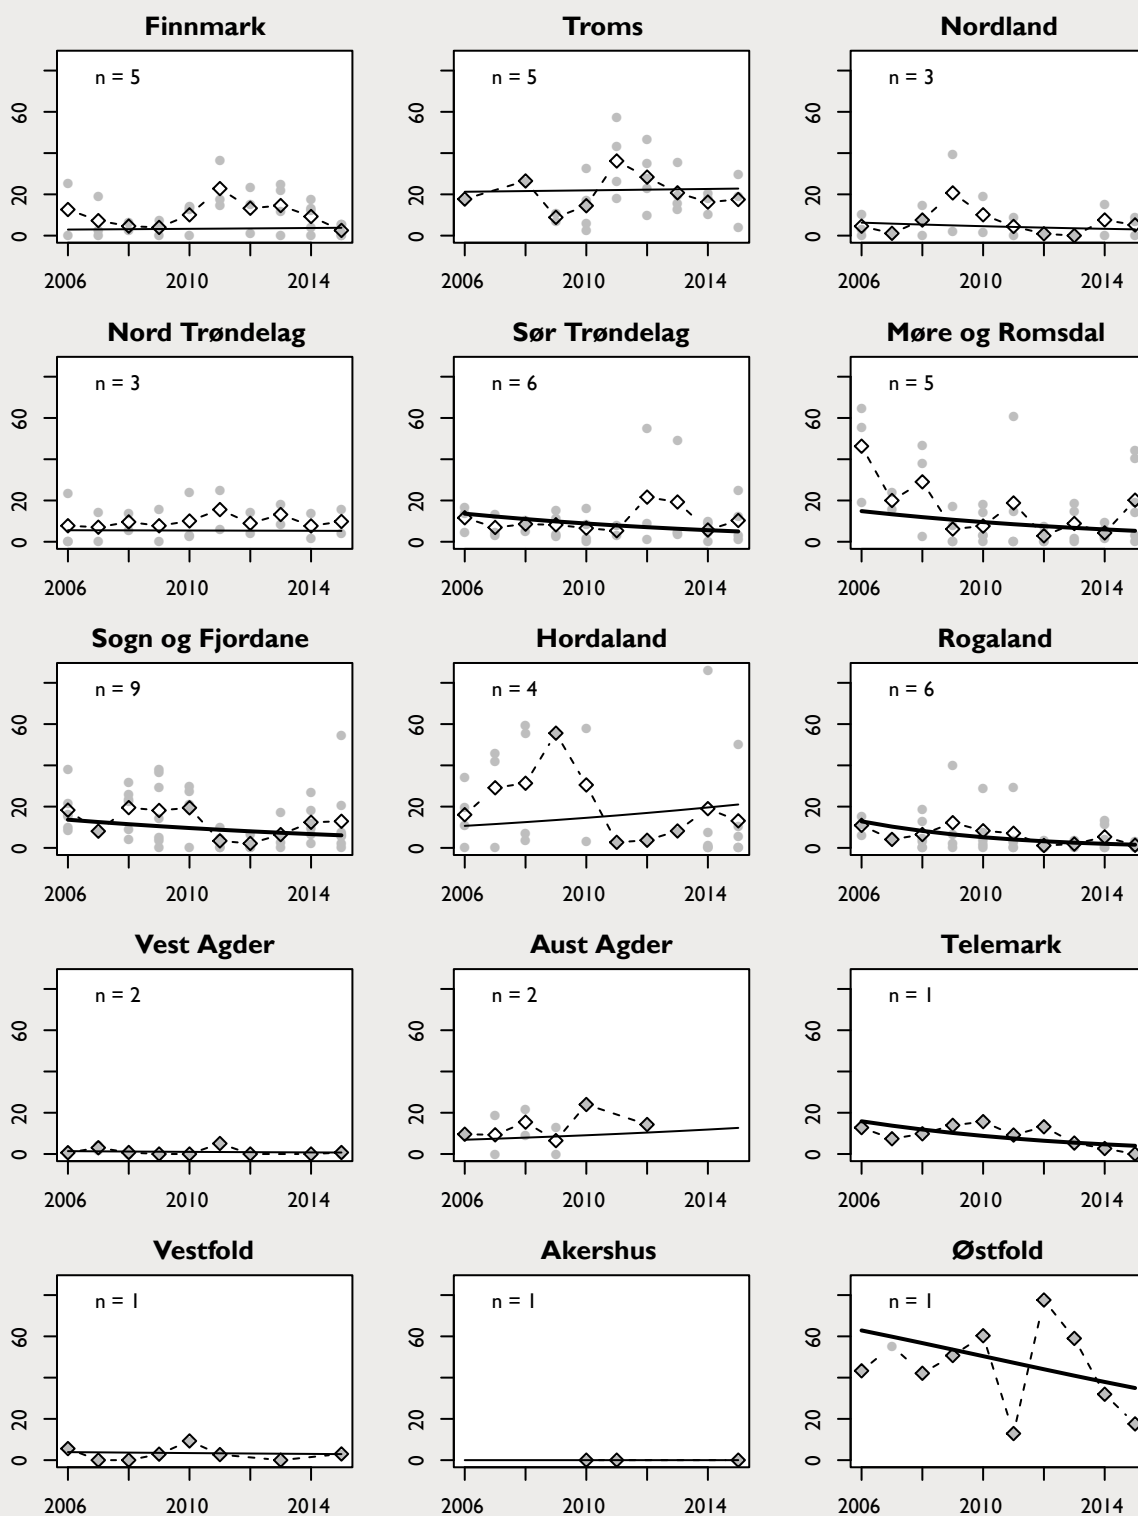 Finnmark Troms Nordland
n = 5 n = 5 n = 3
60 60 60
20 20 20
0 0 0
2006 2010 2014 2006 2010 2014 2006 2010 2014
Nord Trøndelag Sør Trøndelag Møre og Romsdal
n = 3 n = 6 n = 5
60 60 60
20 20 20
0 0 0
2006 2010 2014 2006 2010 2014 2006 2010 2014
Sogn og Fjordane Hordaland Rogaland
n = 9 n = 4 n = 6
60 60 60
20 20 20
0 0 0
2006 2010 2014 2006 2010 2014 2006 2010 2014
Vest Agder Aust Agder Telemark
n = 2 n = 2 n = 1
60 60 60
20 20 20
0 0 0
2006 2010 2014 2006 2010 2014 2006 2010 2014
Vestfold Akershus Østfold
n = 1 n = 1 n = 1
60 60 60
20 20 20
0 0 0
2006 2010 2014 2006 2010 2014 2006 2010 2014